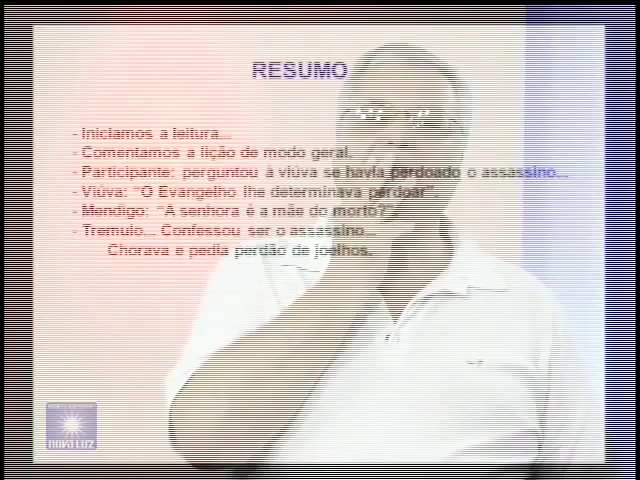 RESUMO
- Iniciamos a leitura...
- Comentamos a lição de modo geral.
- Participante: perguntou à viúva se havia perdoado o assassino...
- Viúva: "O Evangelho lhe determinava perdoar".
- Mendigo: "A senhora é a mãe do morto?"
- Tremulo... Confessou ser o assassino...
Chorava e pedia perdão de joelhos.
NOVA LUZ